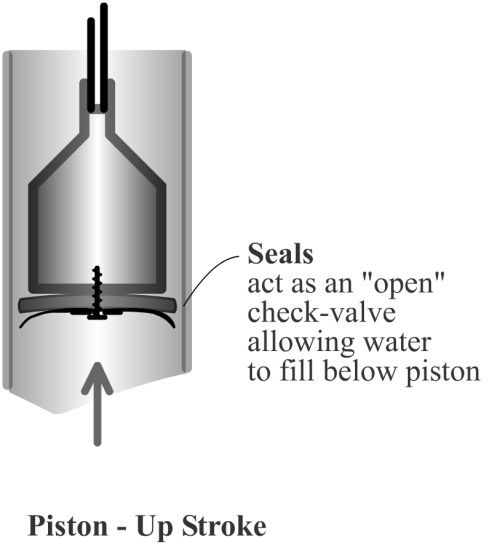 Seals
act as an "open"
check-valve
allowing water
to fill below piston
Piston - Up Stroke